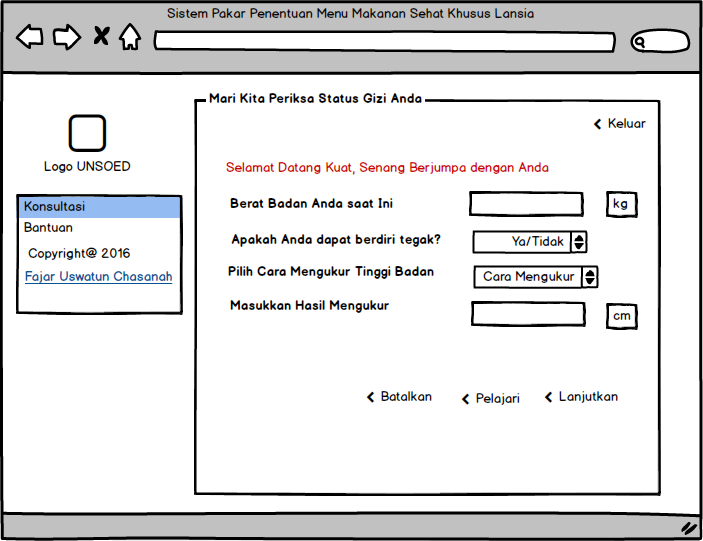 Sistem Pakar Penentuan Menu Makanan Sehat Khusus Lansia
Mari Kita Periksa Status Gizi Anda
Keluar
Logo UNSOED
Selamat Datang Kuat, Senang Berjumpa dengan Anda
Konsultasi
Bantuan
Copyright@ 2016
Fajar Uswatun Chasanah
Berat Badan Anda saat Ini
kg
Apakah Anda dapat berdiri tegak?
Ya/Tidak
Pilih Cara Mengukur Tinggi Badan
Cara Mengukur
Masukkan Hasil Mengukur
cm
Batalkan
Pelajari
Lanjutkan